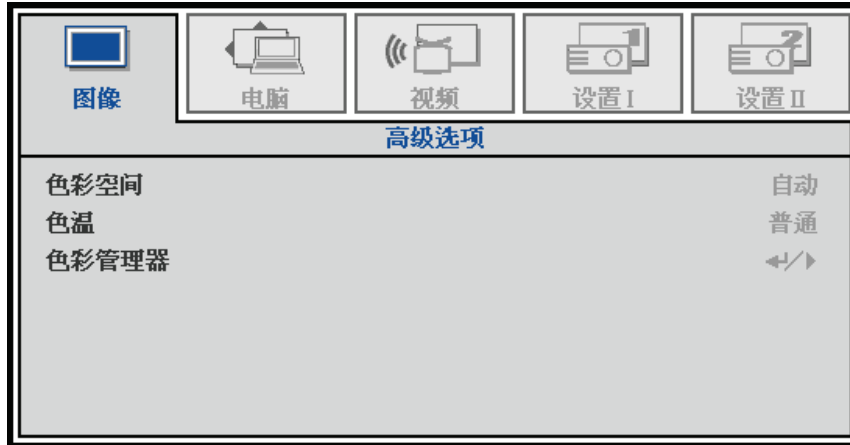 图像 电脑 视频 设置 I 设置 II
高级选项
色彩空间 自动
色温 普通
色彩管理器 ↵/▶